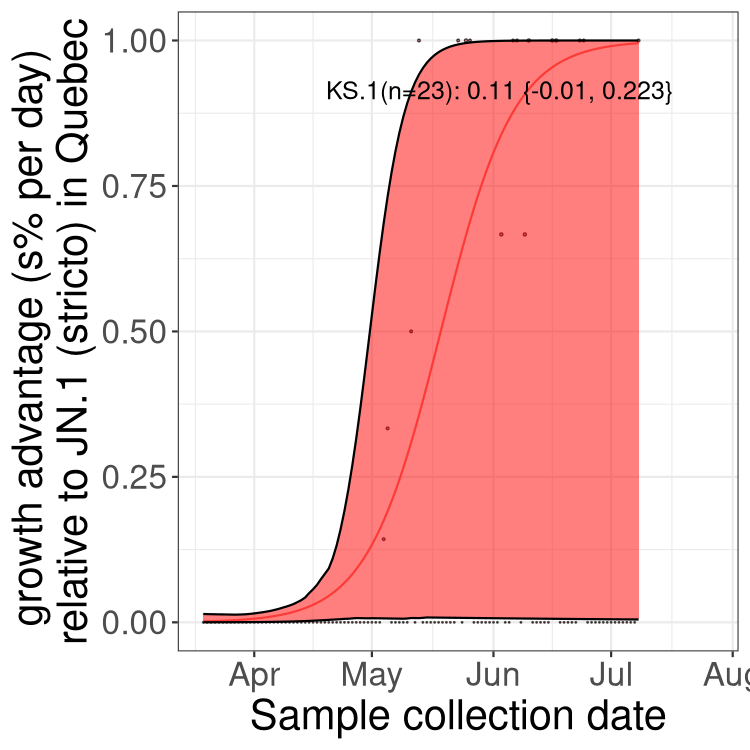 growth advantage (s% per day)
relative to JN.1 (stricto) in Quebec
1.00
0.75
0.50
0.25
0.00
KS.1(n=23): 0.11 {-0.01, 0.223}
Apr May Jun Jul Aug
Sample collection date